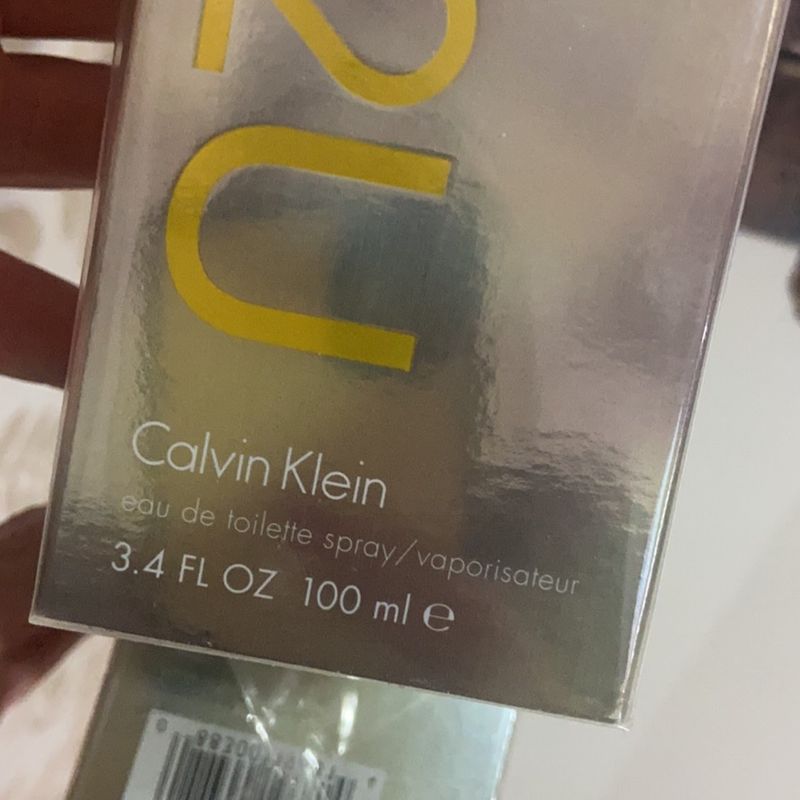 Calvin Klein
eau de toilette spray/vaporisateur
3.4 FL OZ 100 ml e